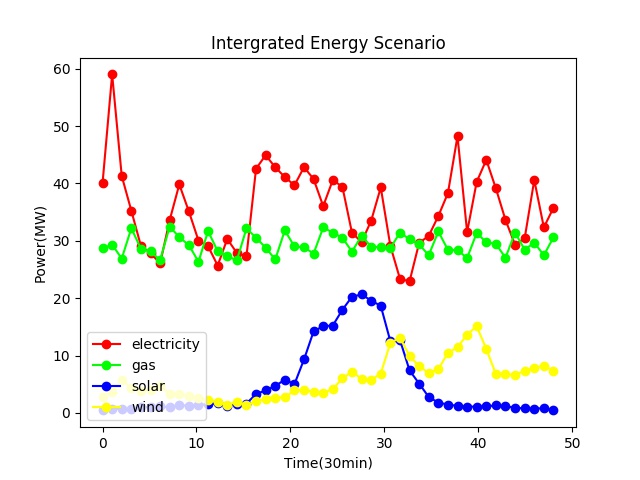 Intergrated Energy Scenario
Power(MW)
60
50
40
30
20
10
0
electricity
gas
solar
wind
0 10 20 30 40 50
Time(30min)